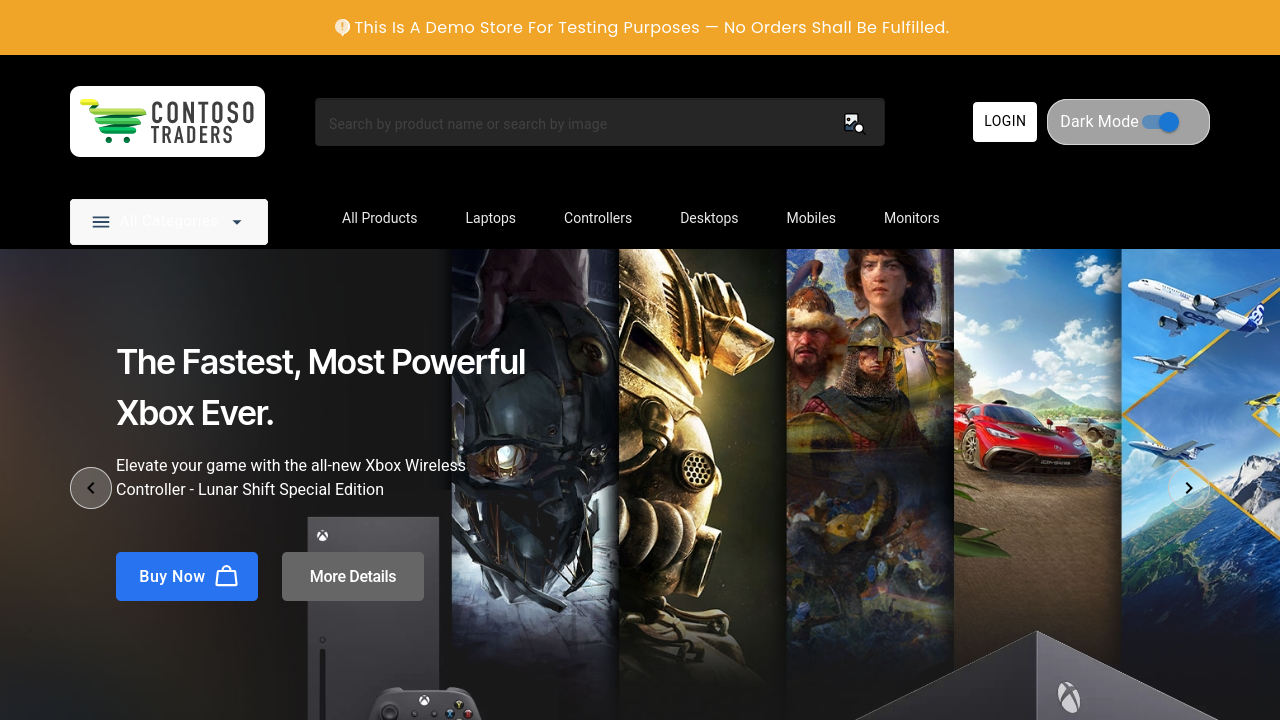 This Is A Demo Store For Testing Purposes — No Orders Shall Be Fulfilled.
CONTOSO
TRADERS
Search by product name or search by image
LOGIN
Dark Mode
All Categories
All Products
Laptops
Controllers
Desktops
Mobiles
Monitors
The Fastest, Most Powerful
Xbox Ever.
Elevate your game with the all-new Xbox Wireless
Controller - Lunar Shift Special Edition
Buy Now
More Details